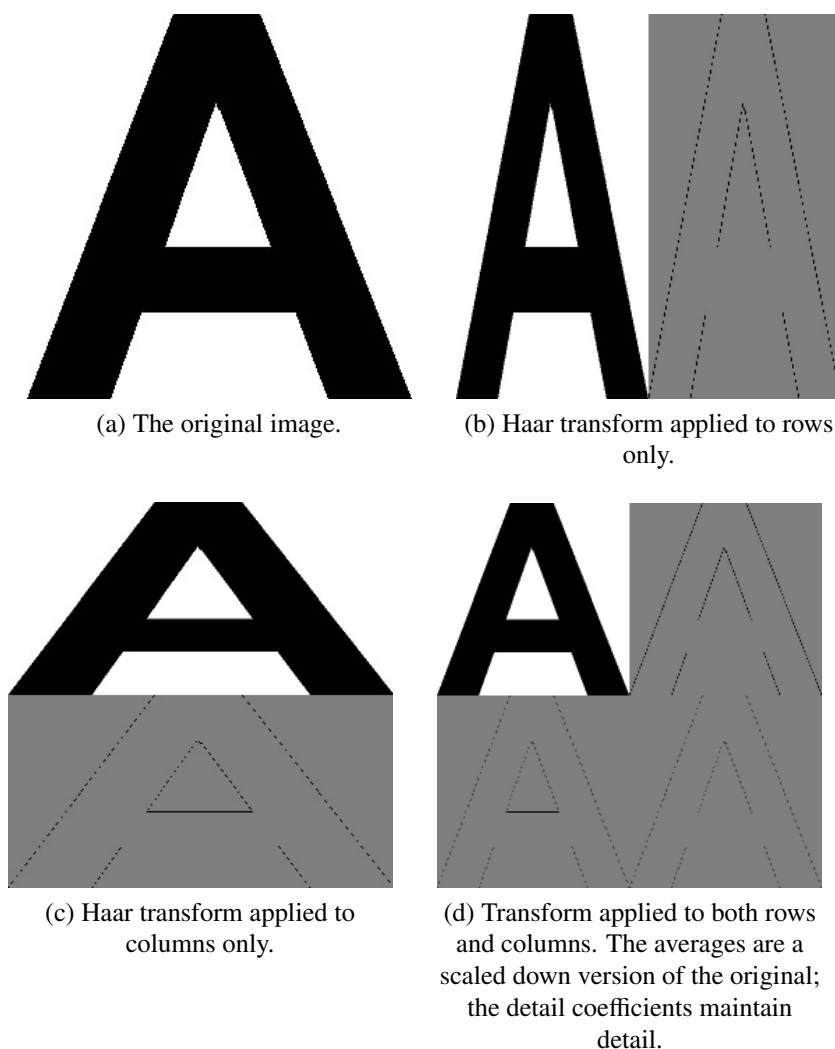 A
A
(a) The original image.
(b) Haar transform applied to rows
only.
A
A
(c) Haar transform applied to
columns only.
(d) Transform applied to both rows
and columns. The averages are a
scaled down version of the original;
the detail coefficients maintain
detail.